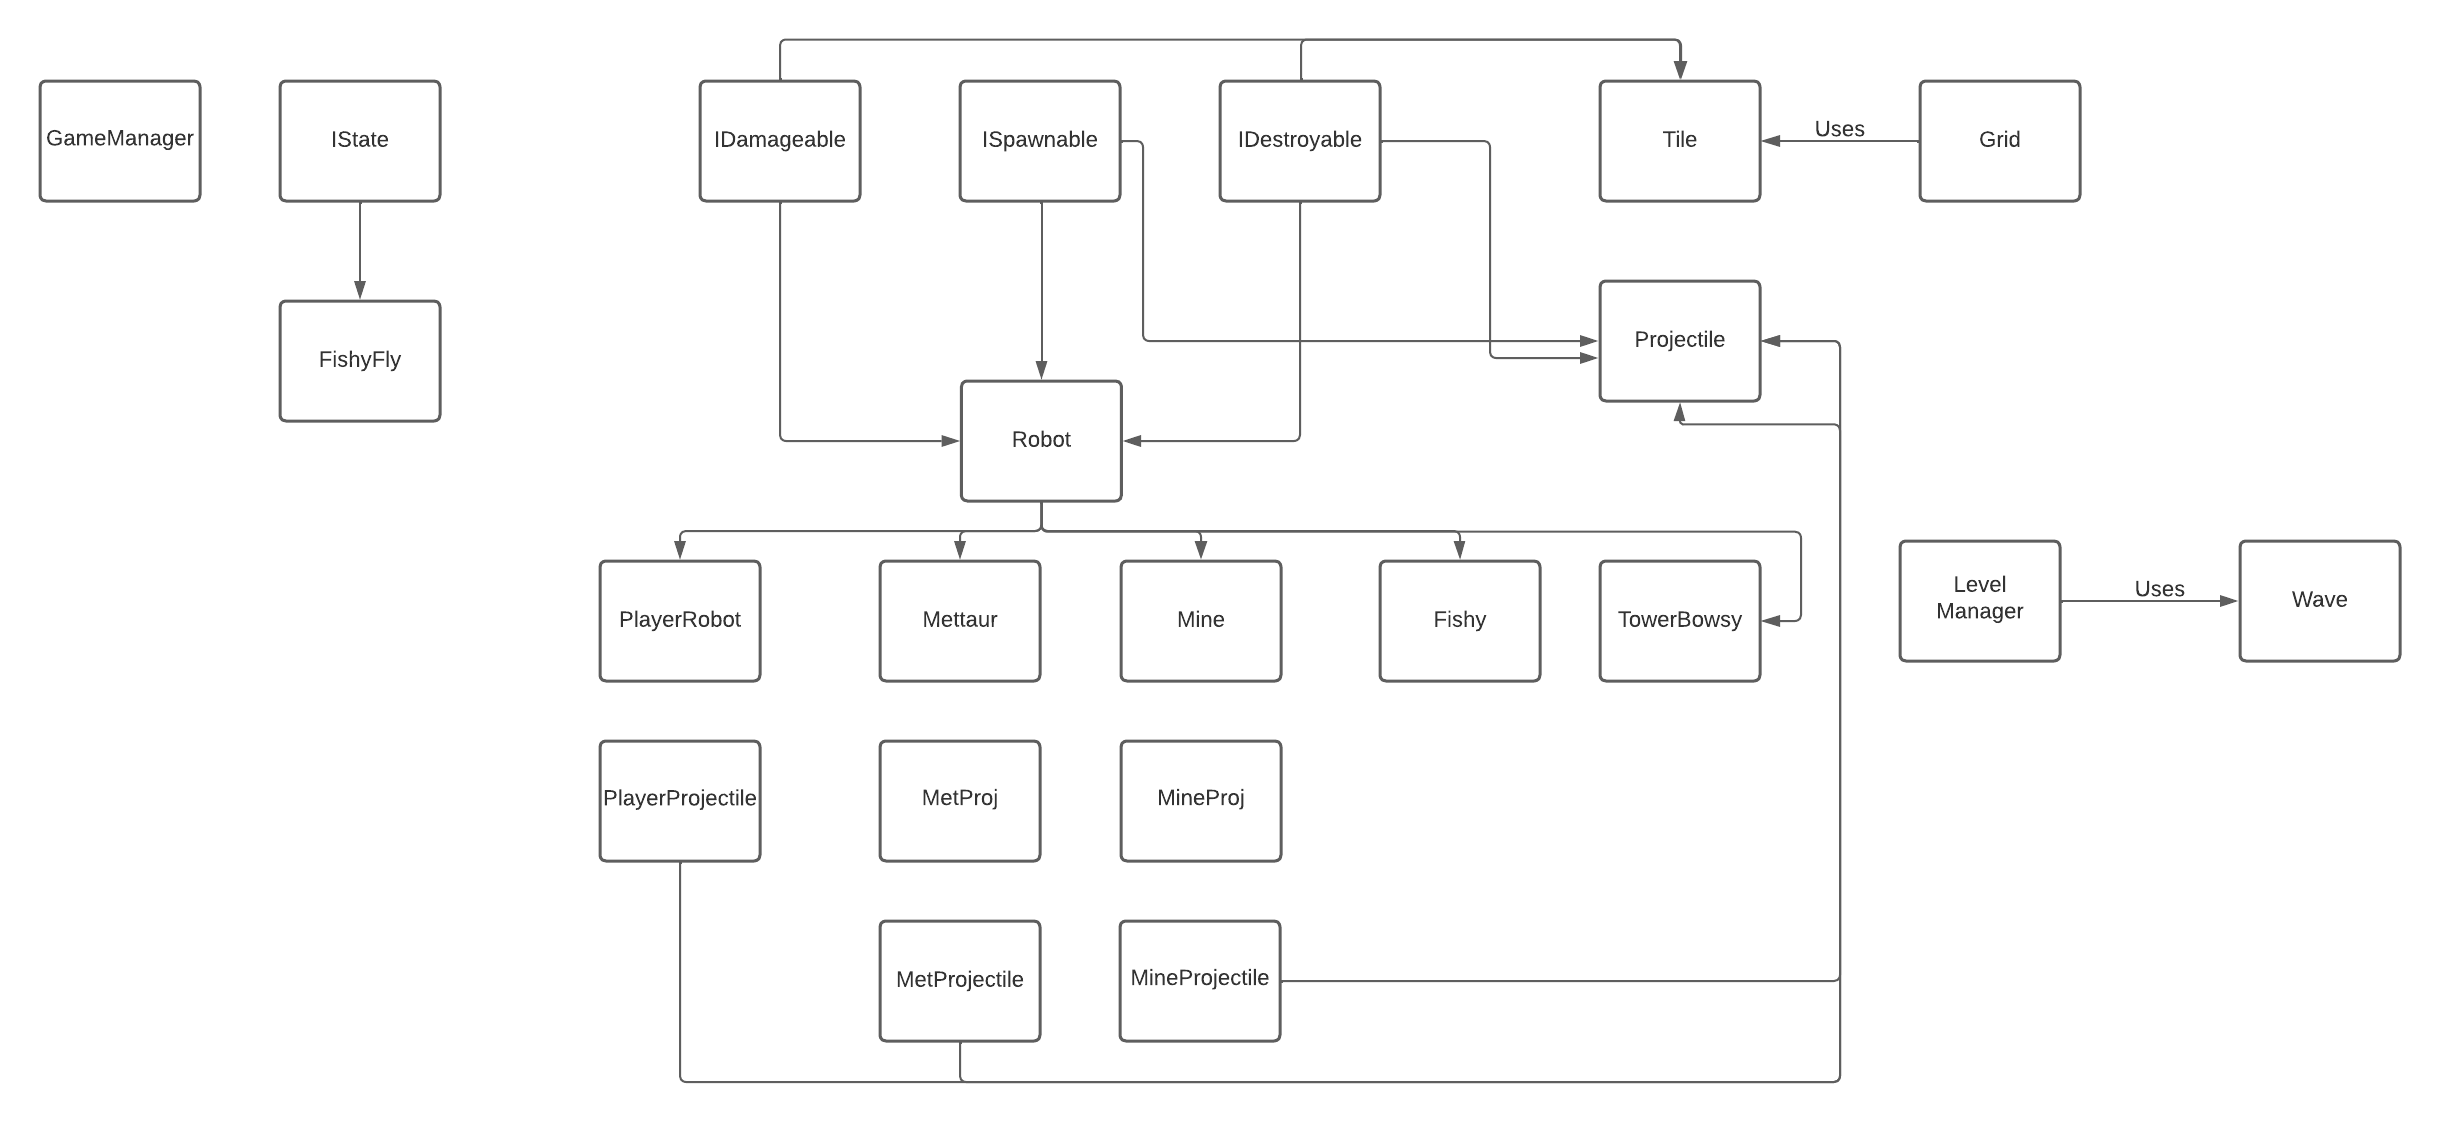 GameManager
IState
IDamageable
ISpawnable
IDestroyable
Tile
Uses
Grid
FishyFly
Projectile
Robot
PlayerRobot
Mettaur
Mine
Fishy
TowerBowsy
Level
Manager
Uses
Wave
PlayerProjectile
MetProj
MineProj
MetProjectile
MineProjectile